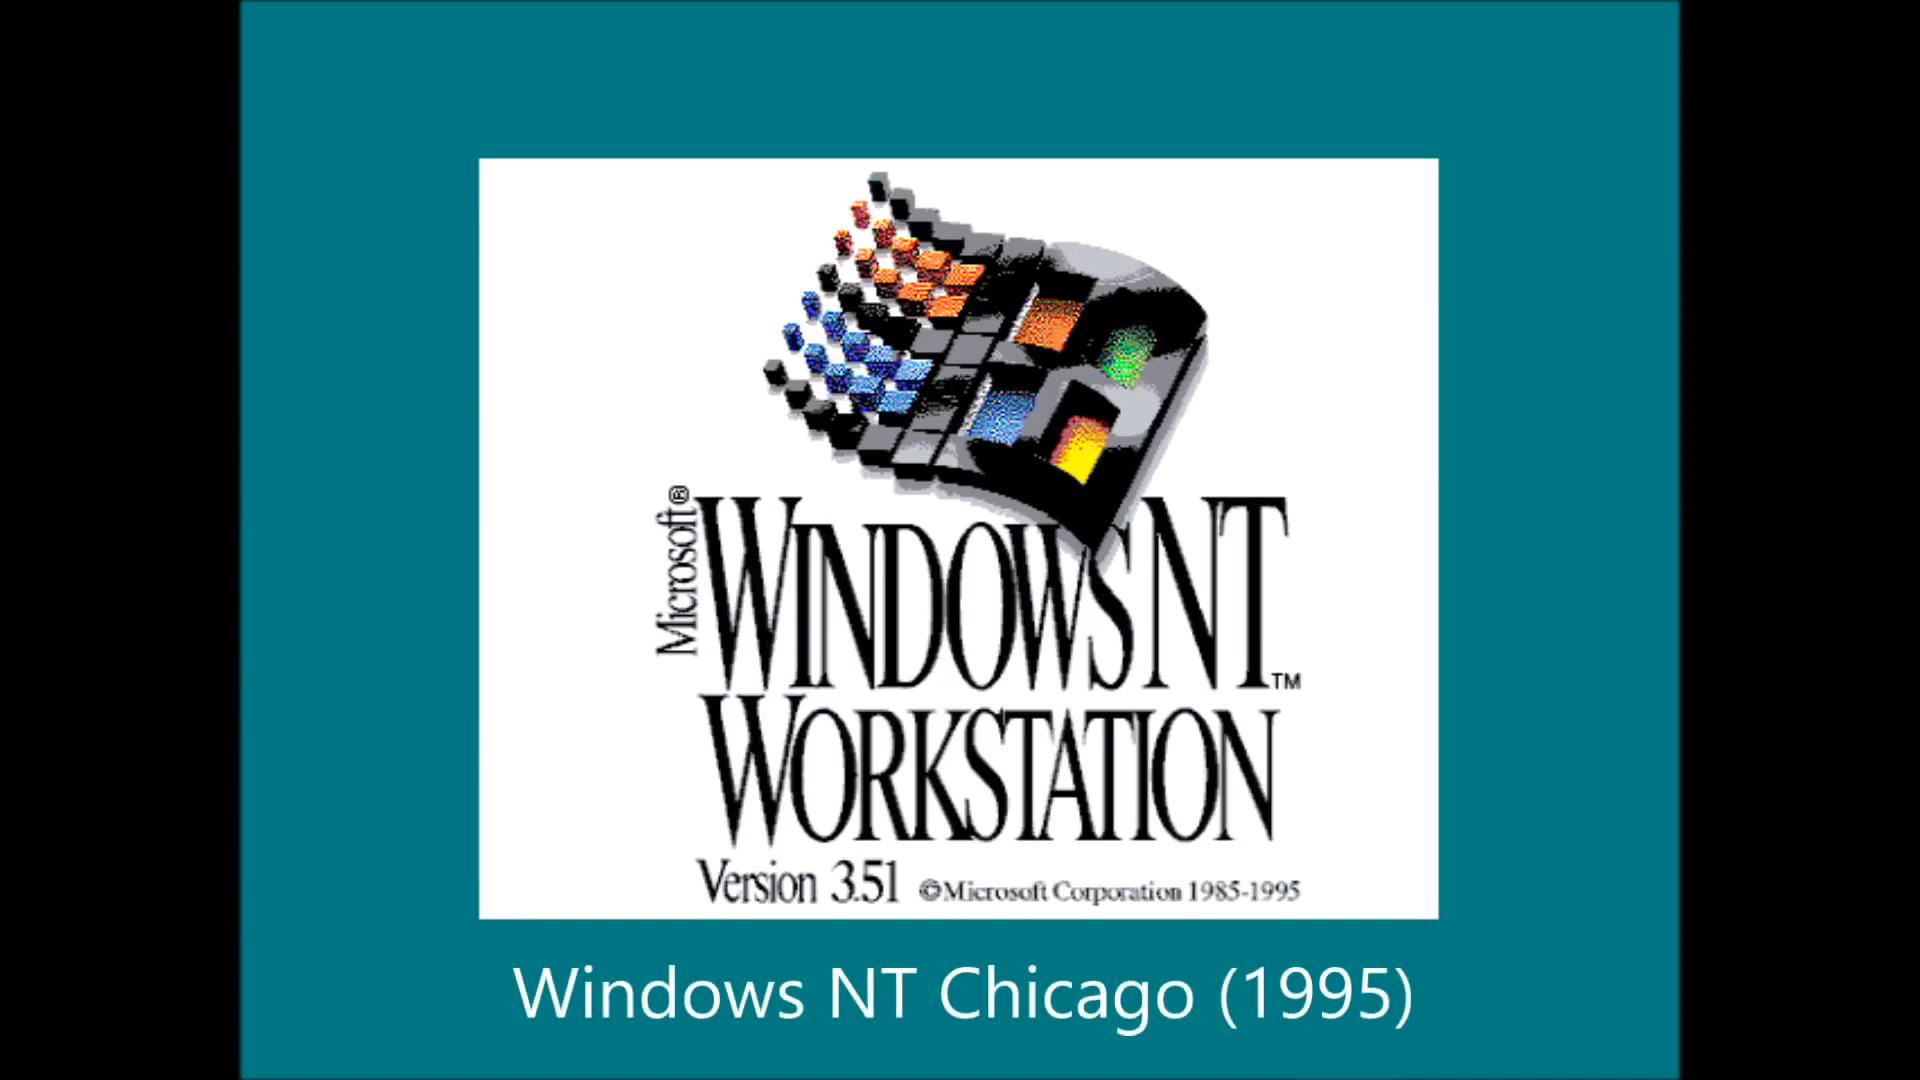 Microsoft®
WINDOWS NT™
WORKSTATION
Version 3.51 ©Microsoft Corporation 1985-1995
Windows NT Chicago (1995)